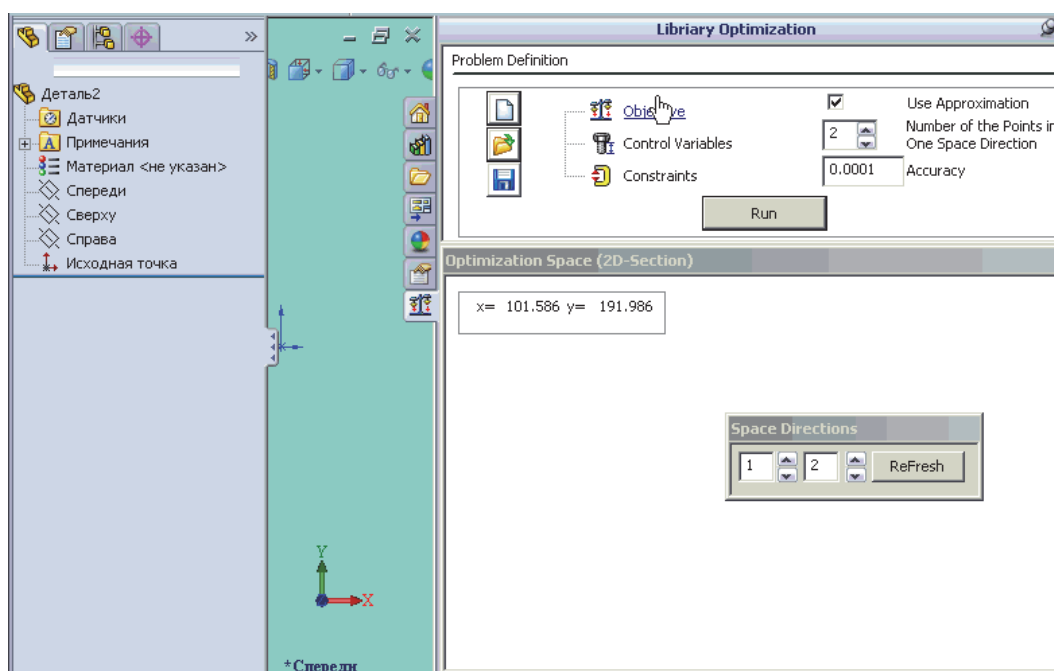 »
Деталь2
Датчики
Примечания
Материал <не указан>
Спереди
Сверху
Справа
Исходная точка
Y
X
*Спереди
Libriary Optimization
Problem Definition
Objective
Control Variables
Constraints
Use Approximation
2
Number of the Points in
One Space Direction
0.0001
Accuracy
Run
Optimization Space (2D-Section)
x= 101.586 y= 191.986
Space Directions
1
2
ReFresh